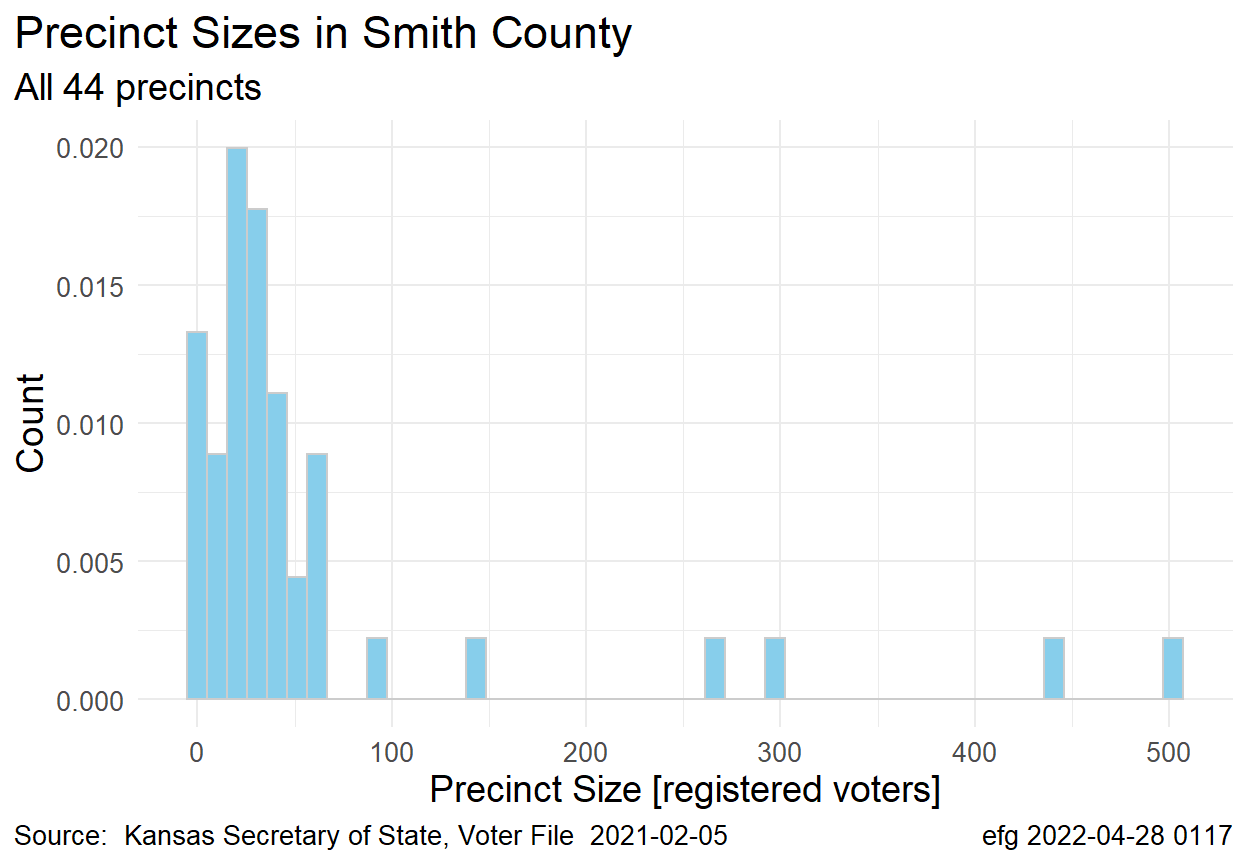 Precinct Sizes in Smith County
All 44 precincts
0.020
0.015
0.010
0.005
0.000
Count
0 100 200 300 400 500
Precinct Size [registered voters]
Source:  Kansas Secretary of State, Voter File  2021-02-05
efg 2022-04-28 0117